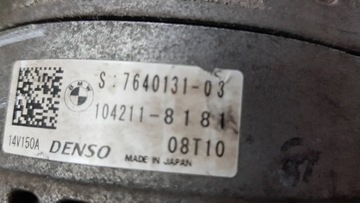 S:7640131-03
104211-8181
14V150A DENSO 08T10
MADE IN JAPAN